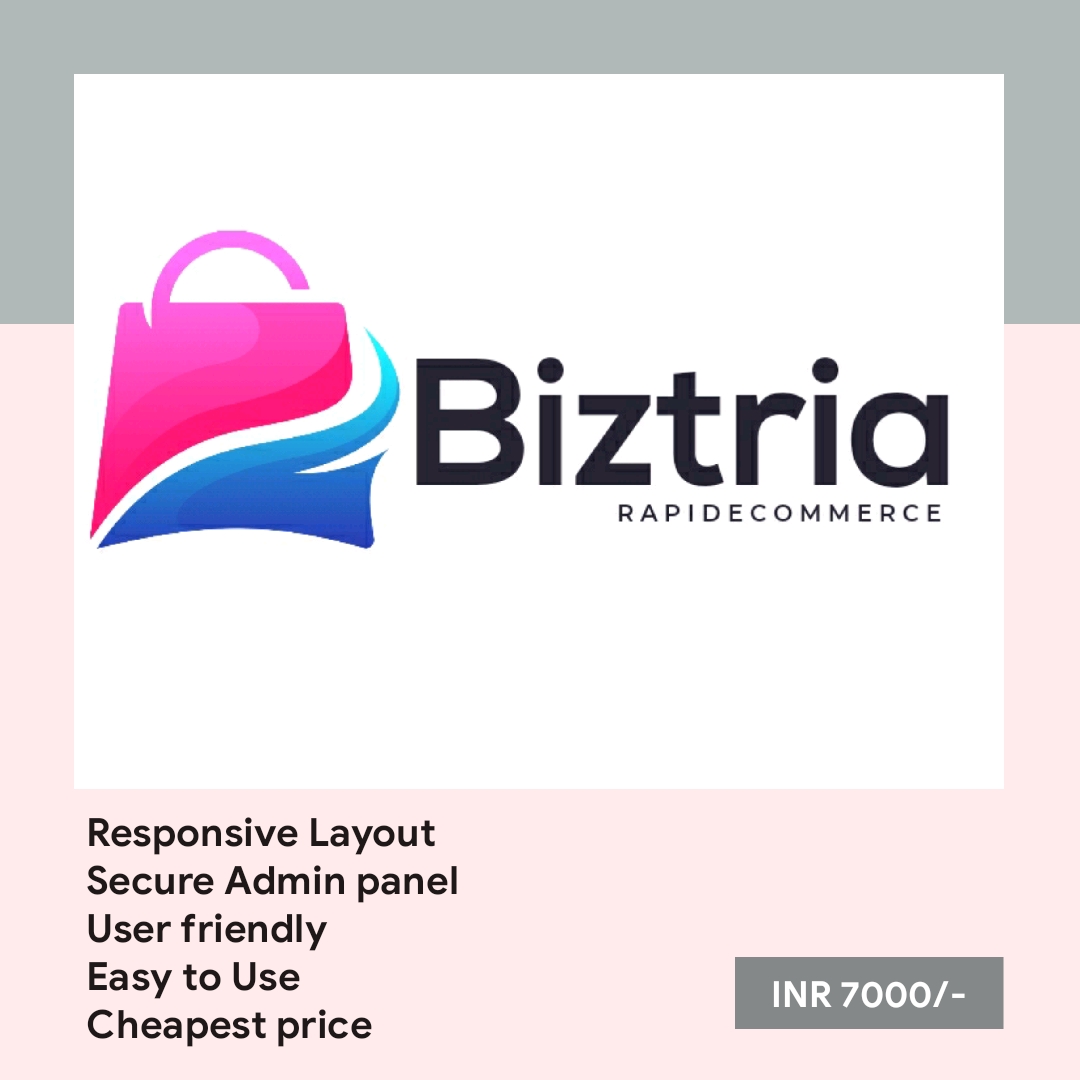 Biztria
RAPIDECOMMERCE
Responsive Layout
Secure Admin panel
User friendly
Easy to Use
Cheapest price
INR 7000/-